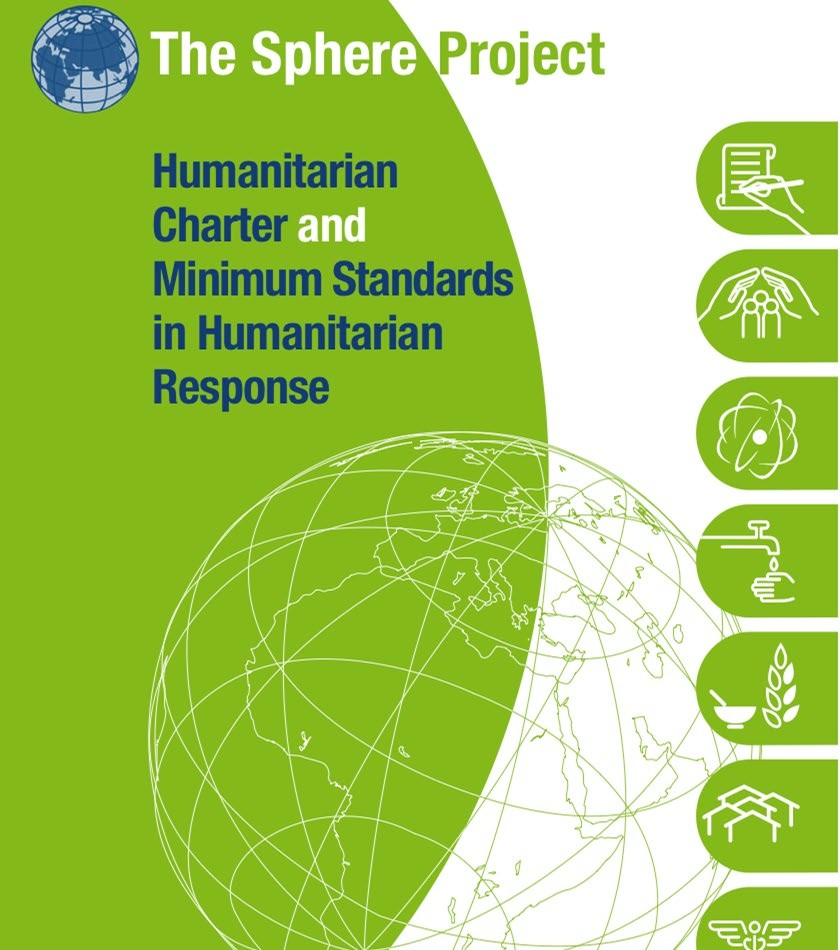 The Sphere Project
Humanitarian
Charter and
Minimum Standards
in Humanitarian
Response